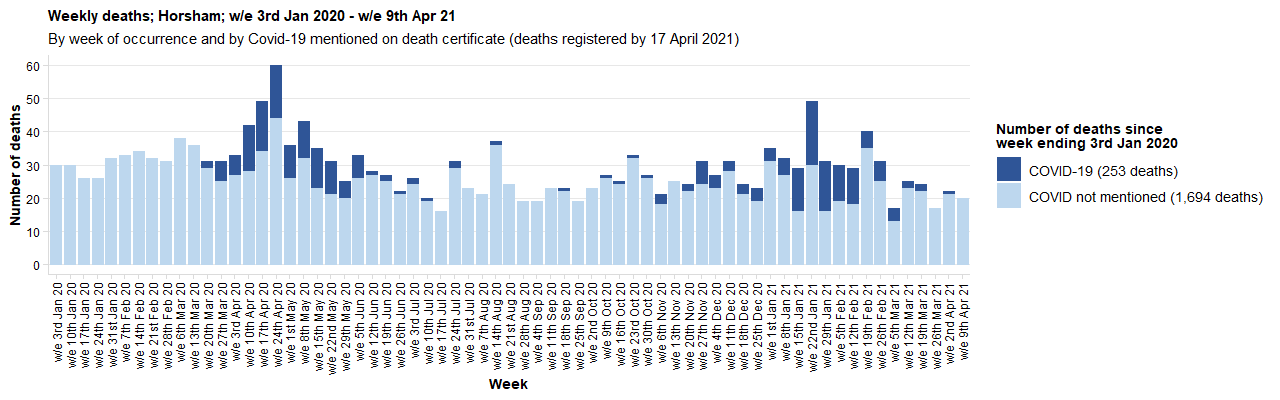 Weekly deaths; Horsham; w/e 3rd Jan 2020 - w/e 9th Apr 21
By week of occurrence and by Covid-19 mentioned on death certificate (deaths registered by 17 April 2021)
Number of deaths
60
50
40
30
20
10
0
w/e 3rd Jan 20
w/e 10th Jan 20
w/e 17th Jan 20
w/e 24th Jan 20
w/e 31st Jan 20
w/e 7th Feb 20
w/e 14th Feb 20
w/e 21st Feb 20
w/e 28th Feb 20
w/e 6th Mar 20
w/e 13th Mar 20
w/e 20th Mar 20
w/e 27th Mar 20
w/e 3rd Apr 20
w/e 10th Apr 20
w/e 17th Apr 20
w/e 24th Apr 20
w/e 1st May 20
w/e 8th May 20
w/e 15th May 20
w/e 22nd May 20
w/e 29th May 20
w/e 5th Jun 20
w/e 12th Jun 20
w/e 19th Jun 20
w/e 26th Jun 20
w/e 3rd Jul 20
w/e 10th Jul 20
w/e 17th Jul 20
w/e 24th Jul 20
w/e 31st Jul 20
w/e 7th Aug 20
w/e 14th Aug 20
w/e 21st Aug 20
w/e 28th Aug 20
w/e 4th Sep 20
w/e 11th Sep 20
w/e 18th Sep 20
w/e 25th Sep 20
w/e 2nd Oct 20
w/e 9th Oct 20
w/e 16th Oct 20
w/e 23rd Oct 20
w/e 30th Oct 20
w/e 6th Nov 20
w/e 13th Nov 20
w/e 20th Nov 20
w/e 27th Nov 20
w/e 4th Dec 20
w/e 11th Dec 20
w/e 18th Dec 20
w/e 25th Dec 20
w/e 1st Jan 21
w/e 8th Jan 21
w/e 15th Jan 21
w/e 22nd Jan 21
w/e 29th Jan 21
w/e 5th Feb 21
w/e 12th Feb 21
w/e 19th Feb 21
w/e 26th Feb 21
w/e 5th Mar 21
w/e 12th Mar 21
w/e 19th Mar 21
w/e 26th Mar 21
w/e 2nd Apr 21
w/e 9th Apr 21
Week
Number of deaths since
week ending 3rd Jan 2020
COVID-19 (253 deaths)
COVID not mentioned (1,694 deaths)